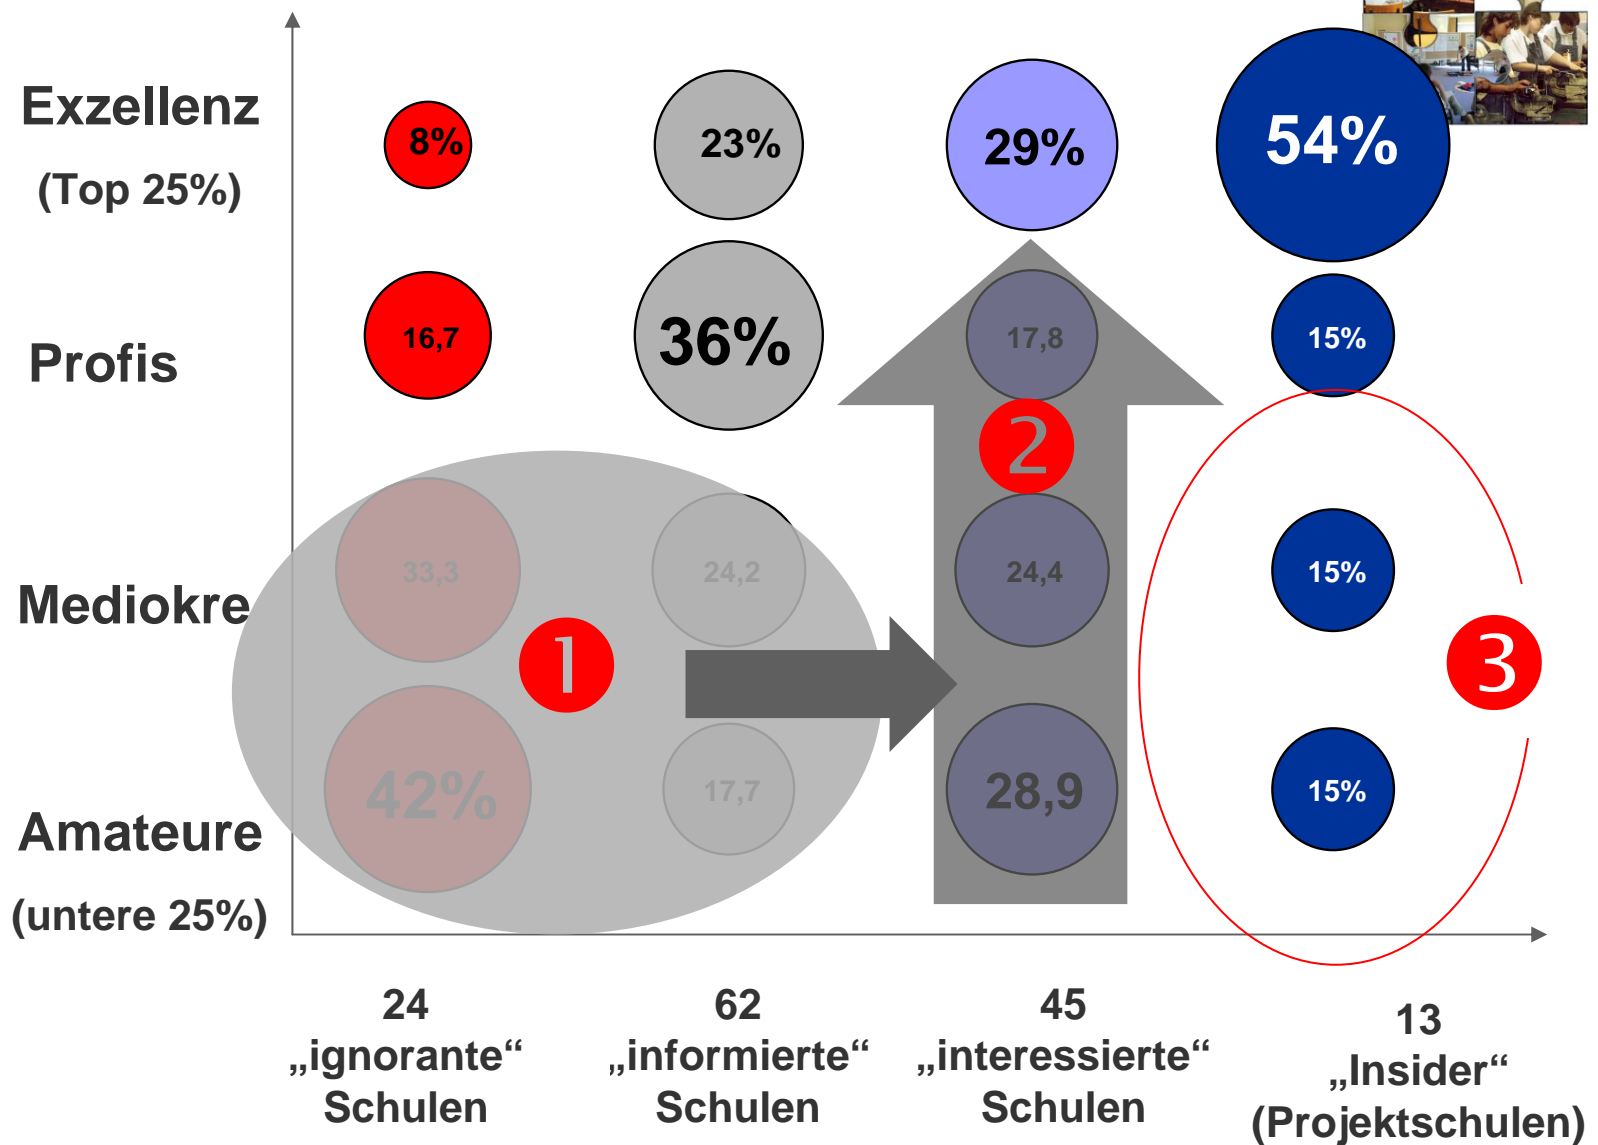 Exzellenz
(Top 25%)
8%
23%
29%
54%
Profis
16,7
36%
17,8
15%
2
Mediokre
33,3
24,2
24,4
15%
1
3
Amateure
(untere 25%)
42%
17,7
28,9
15%
24
„ignorante“
Schulen
62
„informierte“
Schulen
45
„interessierte“
Schulen
13
„Insider“
(Projektschulen)